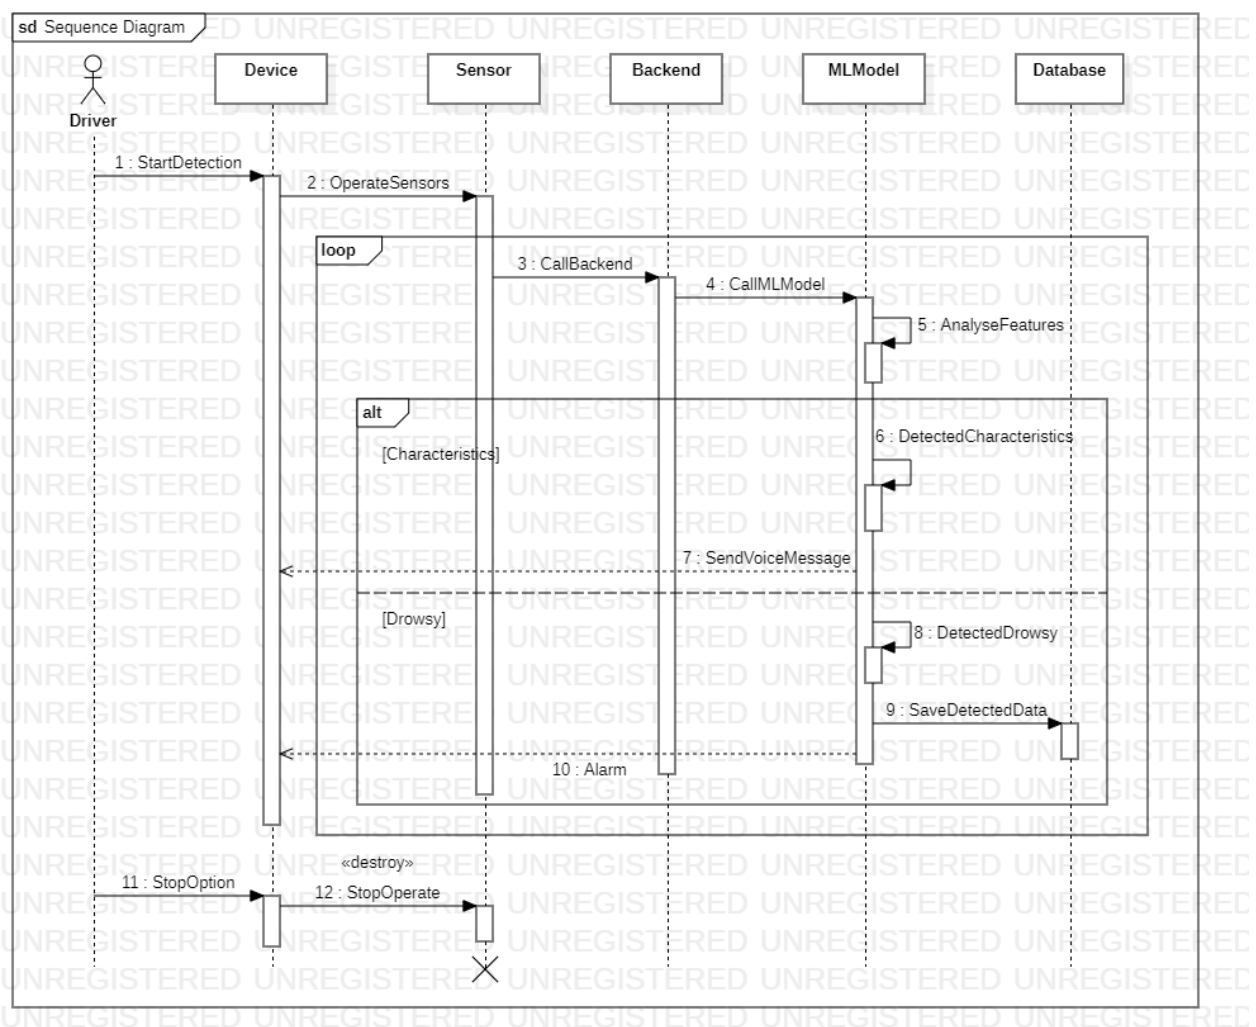 sd Sequence Diagram
Driver
Device
Sensor
Backend
MLModel
Database
1 : StartDetection
2 : OperateSensors
loop
3 : CallBackend
4 : CallMLModel
5 : AnalyseFeatures
alt
[Characteristics]
6 : DetectedCharacteristics
7 : SendVoiceMessage
[Drowsy]
8 : DetectedDrowsy
9 : SaveDetectedData
10 : Alarm
«destroy»
11 : StopOption
12 : StopOperate
UNREGISTERED